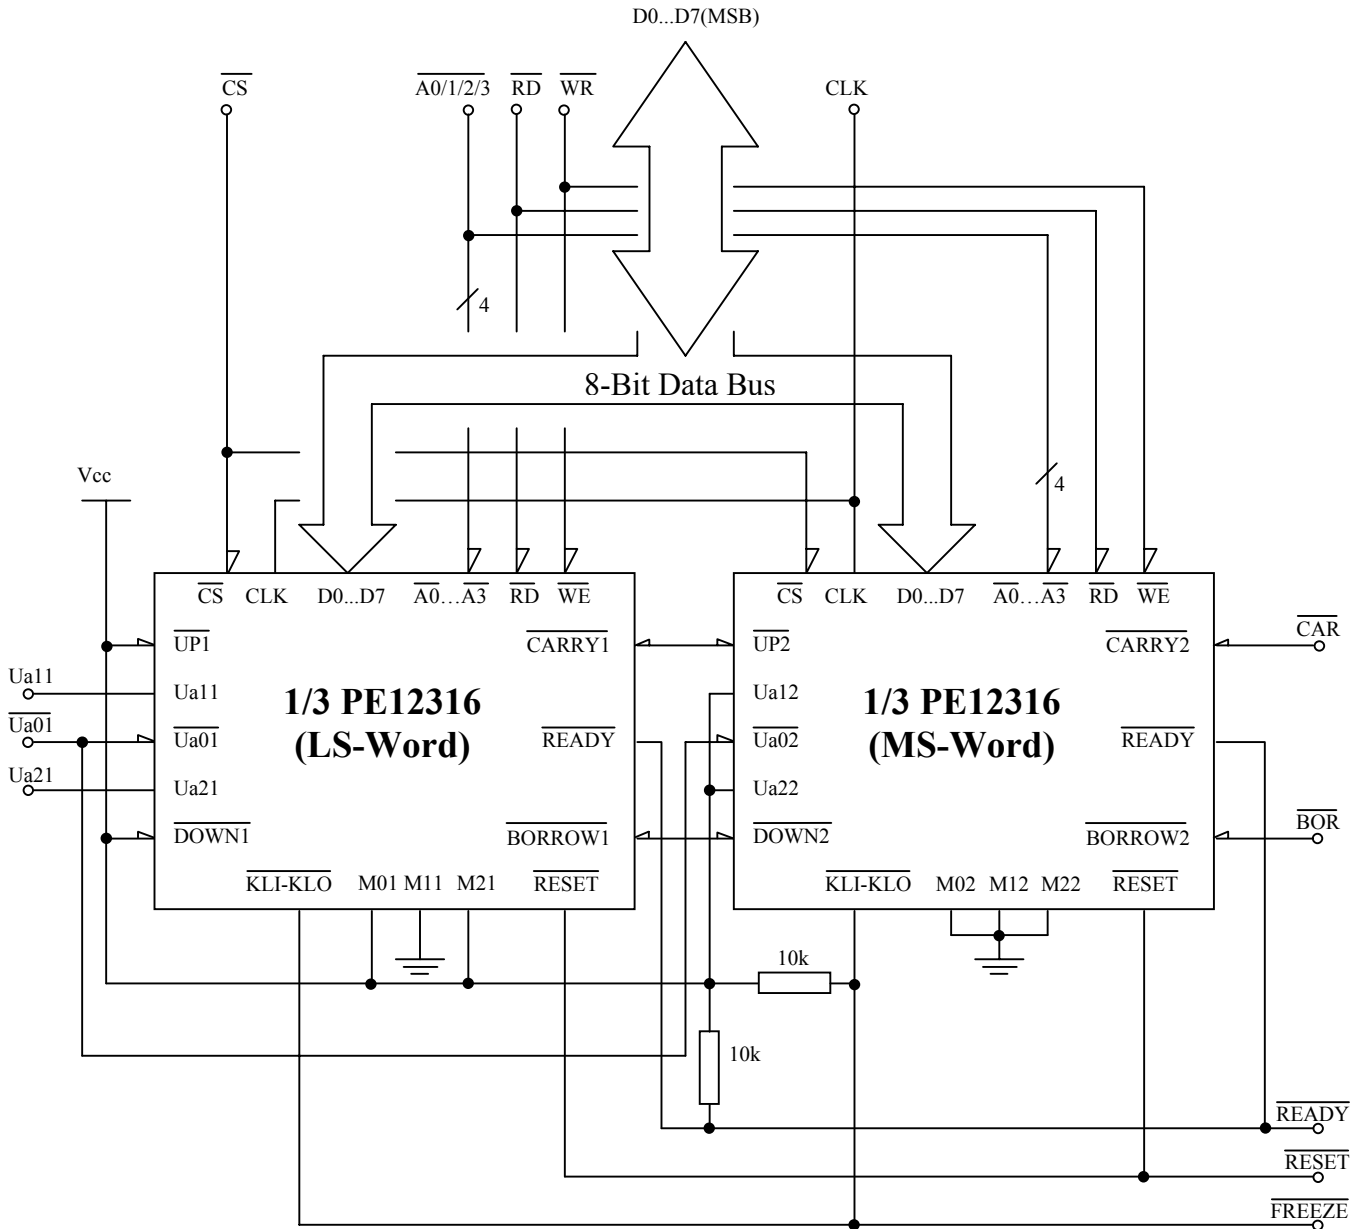 D0...D7(MSB)
CS A0/1/2/3 RD WR CLK
4
8-Bit Data Bus
4
Vcc
CS CLK D0...D7 A0...A3 RD WE
CS CLK D0...D7 A0...A3 RD WE
UP1 CARRY1
UP2 CARRY2
CAR
Ua11 Ua11
Ua12
1/3 PE12316
(LS-Word)
1/3 PE12316
(MS-Word)
Ua01 Ua01 READY
Ua02 READY
Ua21 Ua21
Ua22
DOWN1 BORROW1
DOWN2 BORROW2
BOR
KLI-KLO M01 M11 M21 RESET
KLI-KLO M02 M12 M22 RESET
10k
10k
READY
RESET
FREEZE